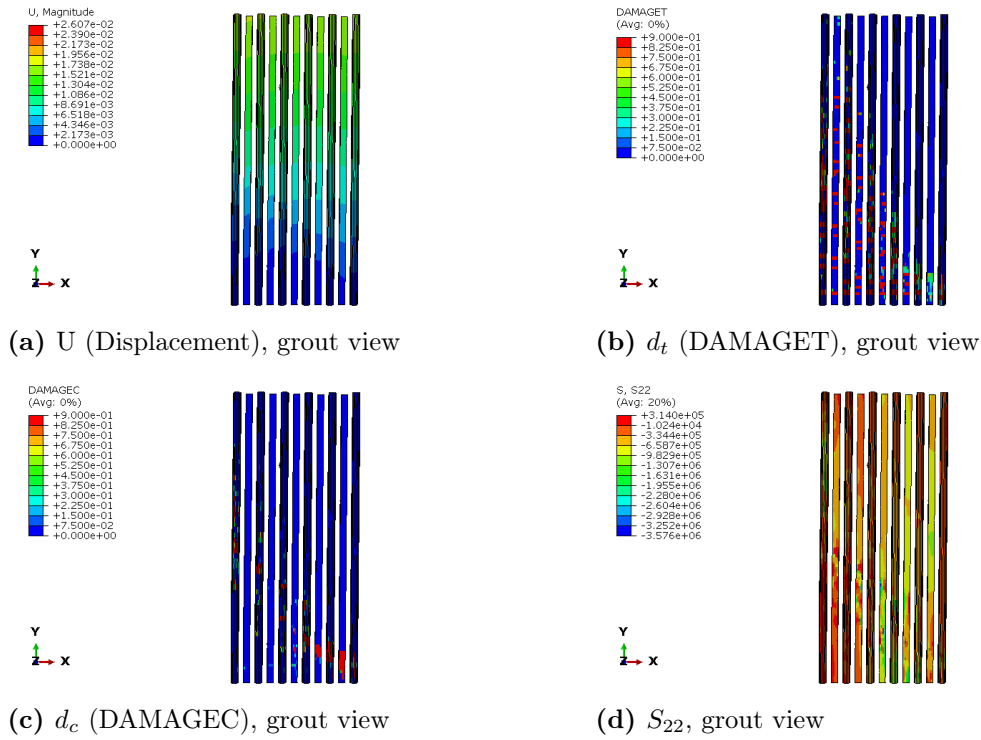 U, Magnitude
+2.607e-02
+2.390e-02
+2.173e-02
+1.956e-02
+1.738e-02
+1.521e-02
+1.304e-02
+1.086e-02
+8.691e-03
+6.518e-03
+4.346e-03
+2.173e-03
+0.000e+00
Y
Z X
(a) U (Displacement), grout view
DAMAGET
(Avg: 0%)
+9.000e-01
+8.250e-01
+7.500e-01
+6.750e-01
+6.000e-01
+5.250e-01
+4.500e-01
+3.750e-01
+3.000e-01
+2.250e-01
+1.500e-01
+7.500e-02
+0.000e+00
Y
Z X
(b) d_t (DAMAGET), grout view
DAMAGEC
(Avg: 0%)
+9.000e-01
+8.250e-01
+7.500e-01
+6.750e-01
+6.000e-01
+5.250e-01
+4.500e-01
+3.750e-01
+3.000e-01
+2.250e-01
+1.500e-01
+7.500e-02
+0.000e+00
Y
Z X
(c) d_c (DAMAGEC), grout view
S, S22
(Avg: 20%)
+3.140e+05
-1.024e+04
-3.344e+05
-6.587e+05
-9.829e+05
-1.307e+06
-1.631e+06
-1.955e+06
-2.280e+06
-2.604e+06
-2.928e+06
-3.252e+06
-3.576e+06
Y
Z X
(d) S_22, grout view